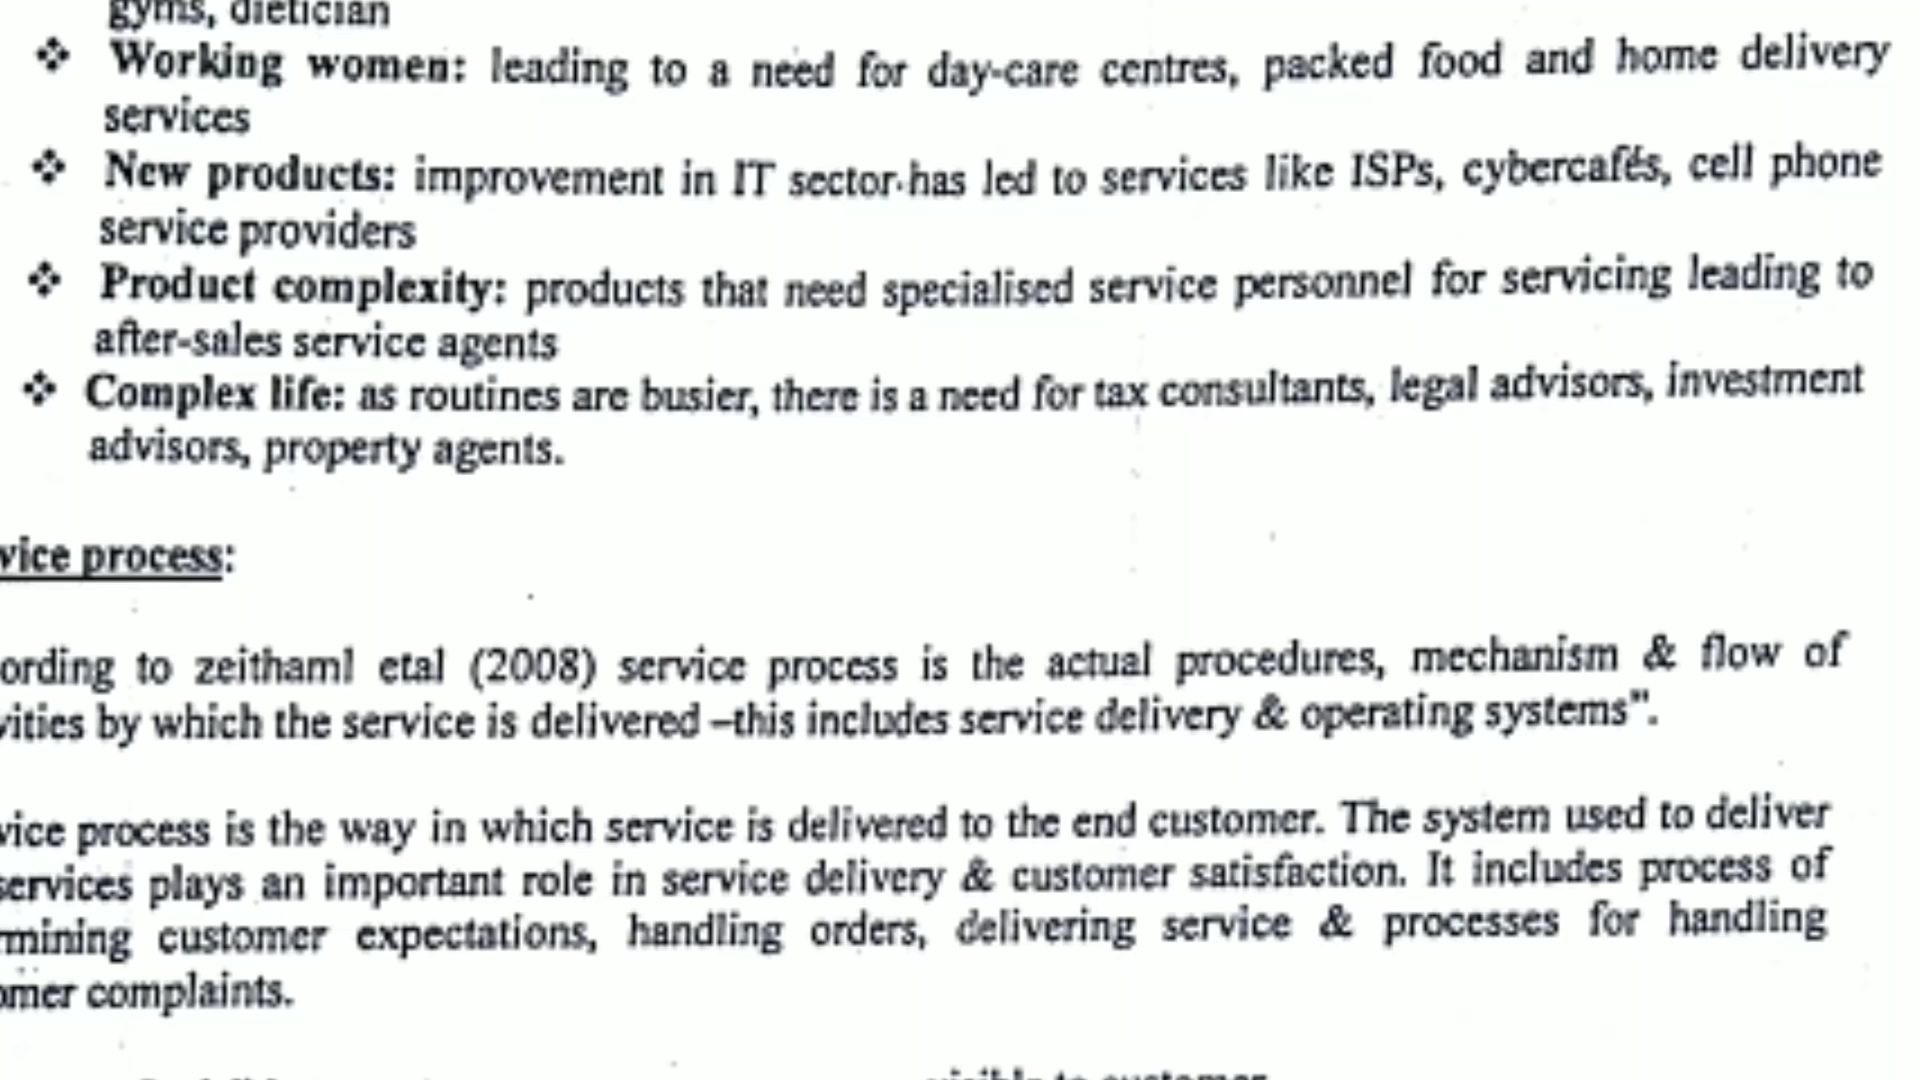 gyms, dietician
❖ Working women: leading to a need for day-care centres, packed food and home delivery
services
❖ New products: improvement in IT sector has led to services like ISPs, cybercafés, cell phone
service providers
❖ Product complexity: products that need specialised service personnel for servicing leading to
after-sales service agents
❖ Complex life: as routines are busier, there is a need for tax consultants, legal advisors, investment
advisors, property agents.
vice process:
ording to zeithaml etal (2008) service process is the actual procedures, mechanism & flow of
vities by which the service is delivered –this includes service delivery & operating systems".
vice process is the way in which service is delivered to the end customer. The system used to deliver
services plays an important role in service delivery & customer satisfaction. It includes process of
rmining customer expectations, handling orders, delivering service & processes for handling
omer complaints.
visible to customer